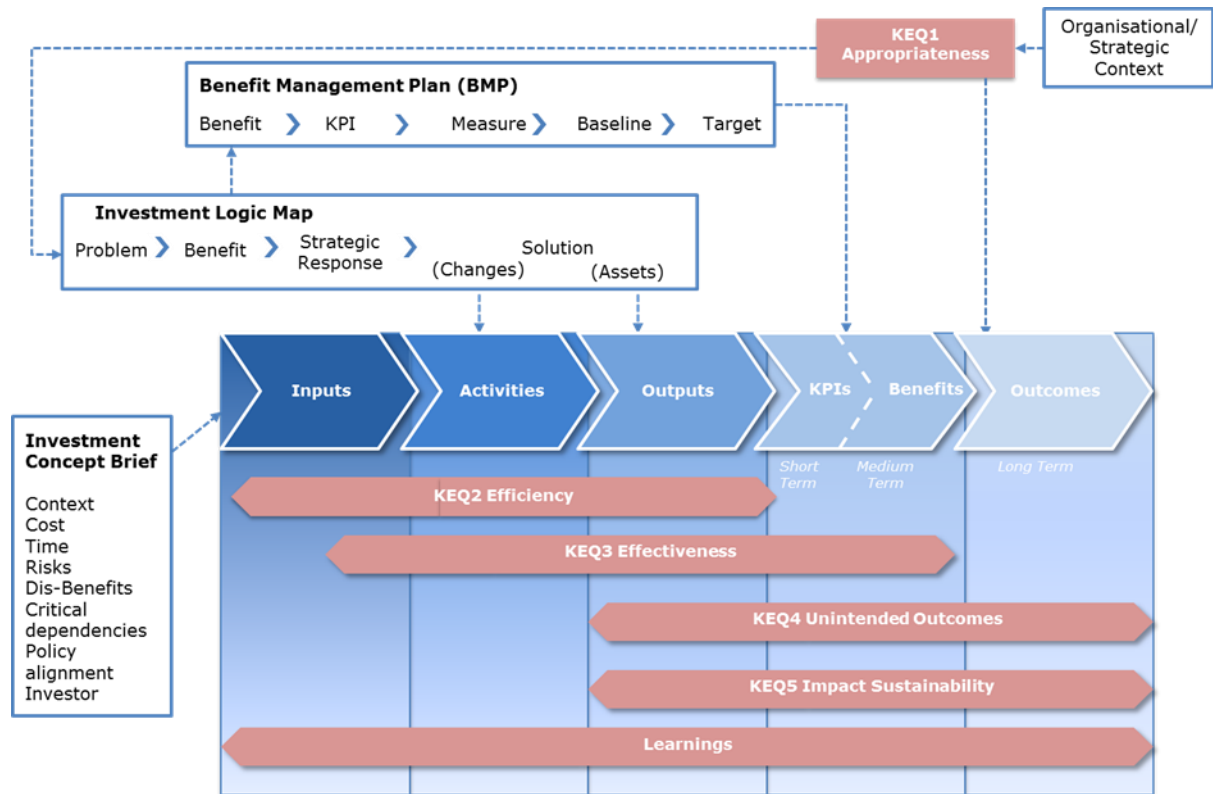 KEQ1
Appropriateness
Organisational/
Strategic
Context
Benefit Management Plan (BMP)
Benefit KPI Measure Baseline Target
Investment Logic Map
Problem Benefit Strategic Response Solution
(Changes) (Assets)
Inputs Activities Outputs KPIs Benefits Outcomes
Short Term Medium Term Long Term
Investment
Concept Brief
Context
Cost
Time
Risks
Dis-Benefits
Critical
dependencies
Policy
alignment
Investor
KEQ2 Efficiency
KEQ3 Effectiveness
KEQ4 Unintended Outcomes
KEQ5 Impact Sustainability
Learnings